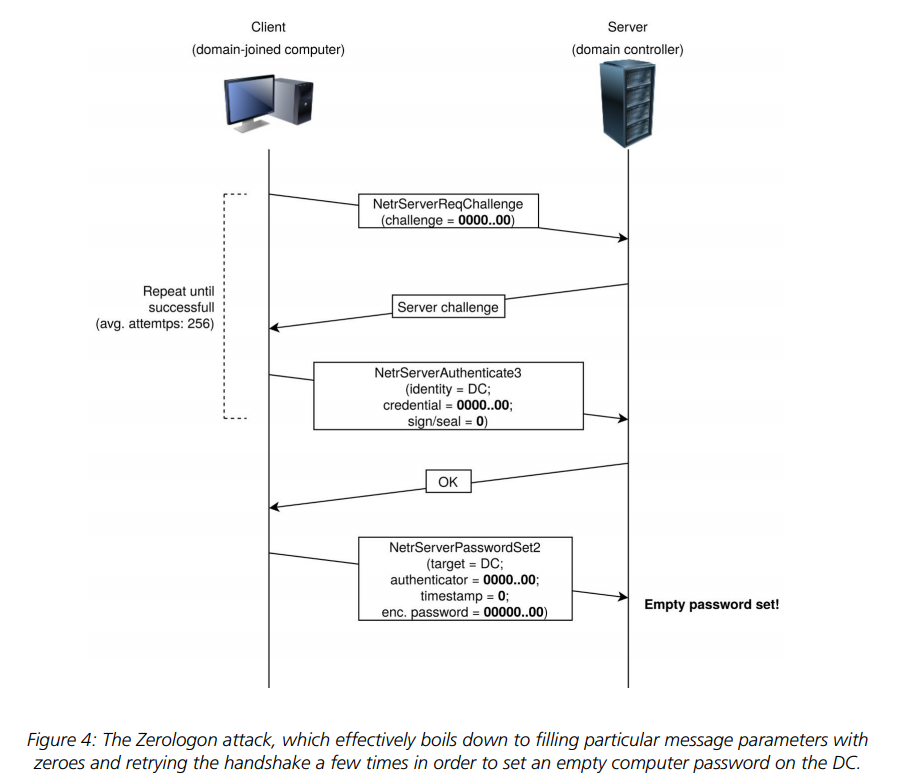 Client
(domain-joined computer)
Server
(domain controller)
NetrServerReqChallenge
(challenge = 0000..00)
Repeat until
successfull
(avg. attemtps: 256)
Server challenge
NetrServerAuthenticate3
(identity = DC;
credential = 0000..00;
sign/seal = 0)
OK
NetrServerPasswordSet2
(target = DC;
authenticator = 0000..00;
timestamp = 0;
enc. password = 00000..00)
Empty password set!
Figure 4: The Zerologon attack, which effectively boils down to filling particular message parameters with
zeroes and retrying the handshake a few times in order to set an empty computer password on the DC.